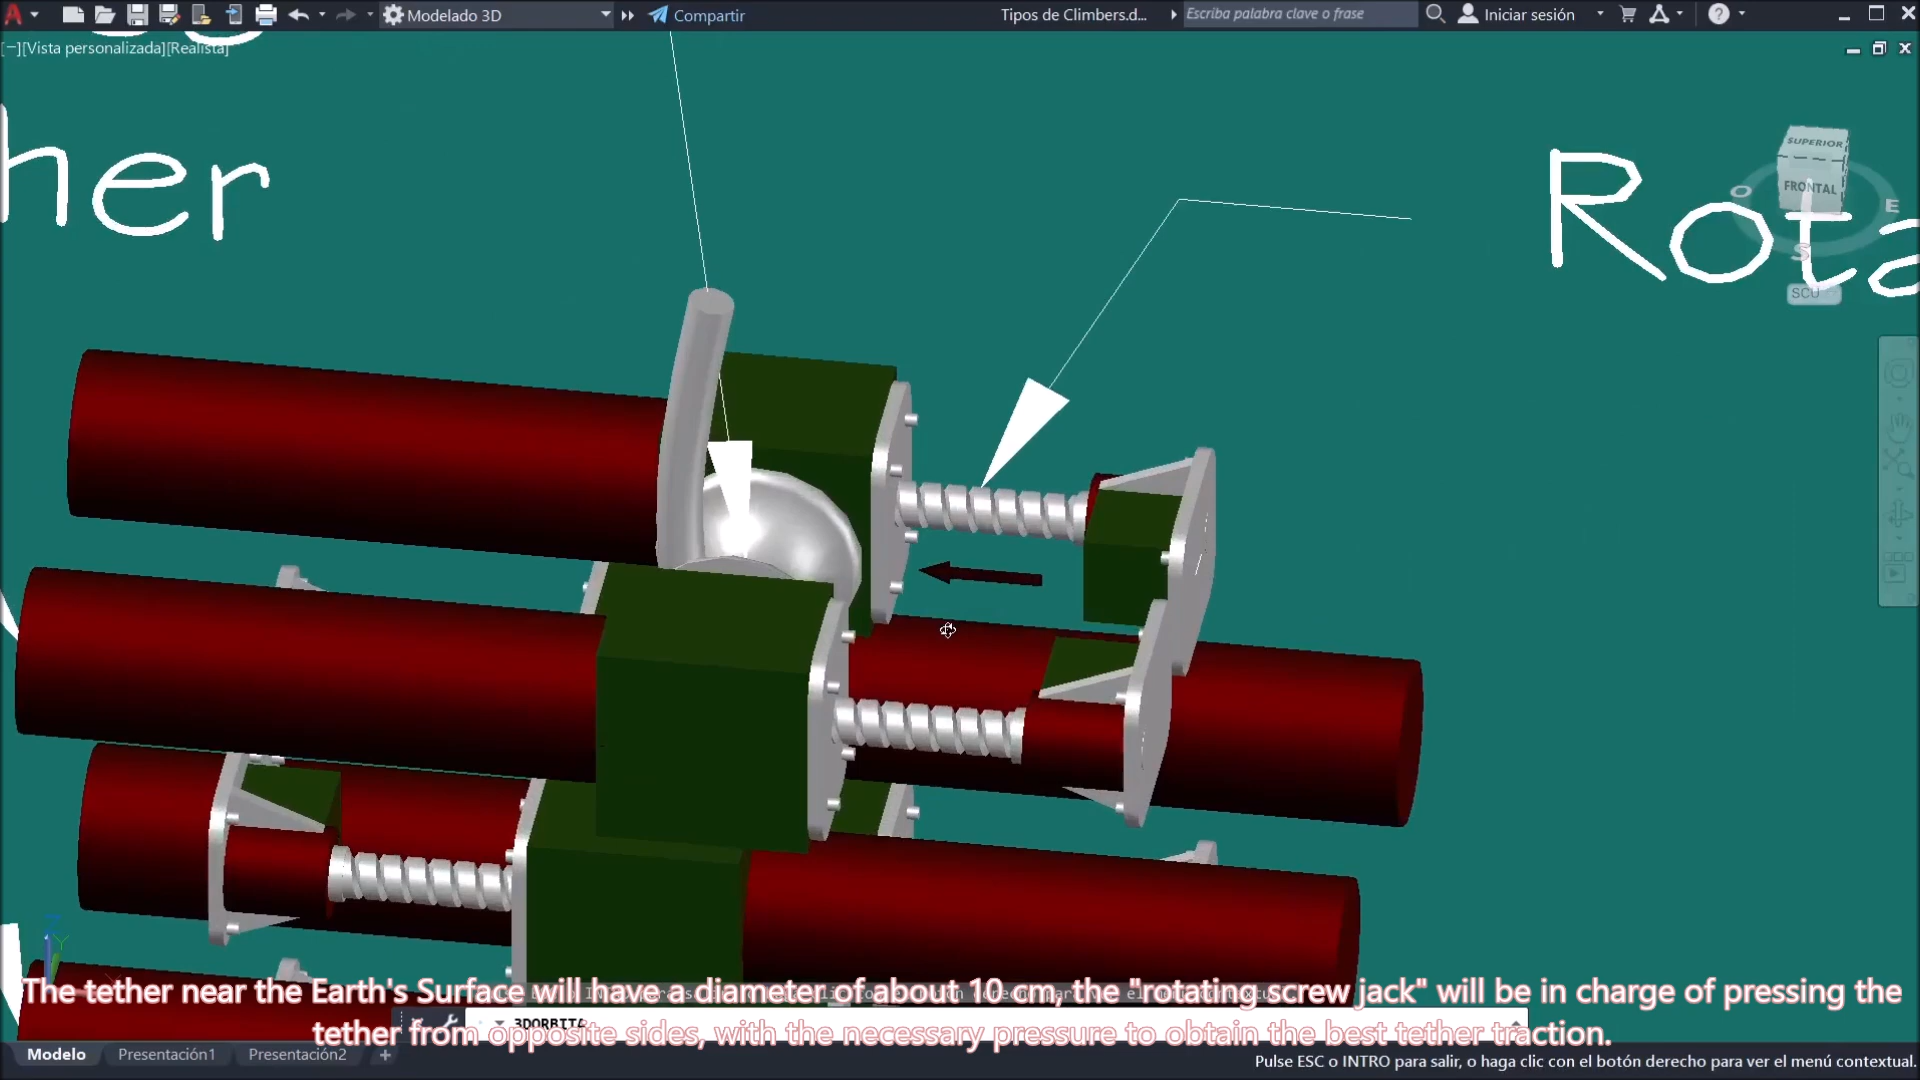 Modelado 3D
Compartir
Tipos de Climbers.d...
Escriba palabra clave o frase
Iniciar sesión
[−][Vista personalizada][Realista]
SUPERIOR
FRONTAL
O
E
S
SCU
her
Rota
The tether near the Earth's Surface will have a diameter of about 10 cm, the "rotating screw jack" will be in charge of pressing the
tether from opposite sides, with the necessary pressure to obtain the best tether traction.
3DORBITA
Modelo
Presentación1
Presentación2
Pulse ESC o INTRO para salir, o haga clic con el botón derecho para ver el menú contextual.